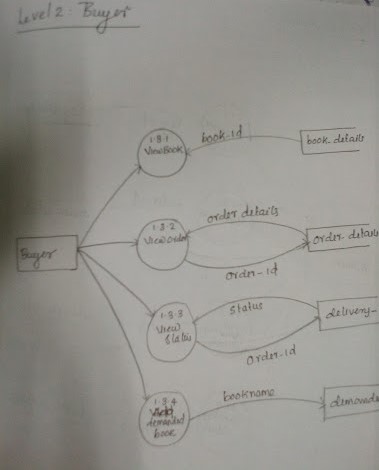 Level 2: Buyer
1.3.1
View Book
book-id
book details
1.3.2
View order
order details
order-details
order-id
Buyer
1.3.3
View
Status
Status
delivery-
Order-id
1.3.4
Add
demanded
book
bookname
demande